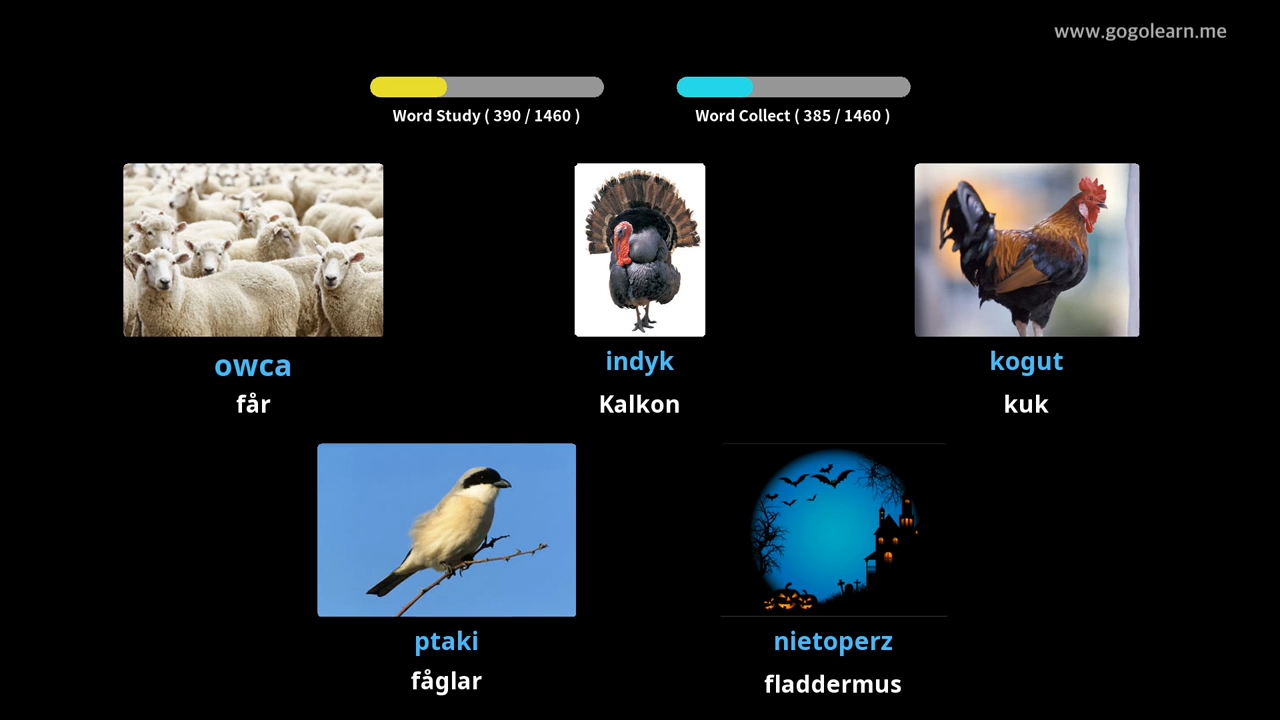 www.gogolearn.me
Word Study ( 390 / 1460 )
Word Collect ( 385 / 1460 )
owca
får
indyk
Kalkon
kogut
kuk
ptaki
fåglar
nietoperz
fladdermus